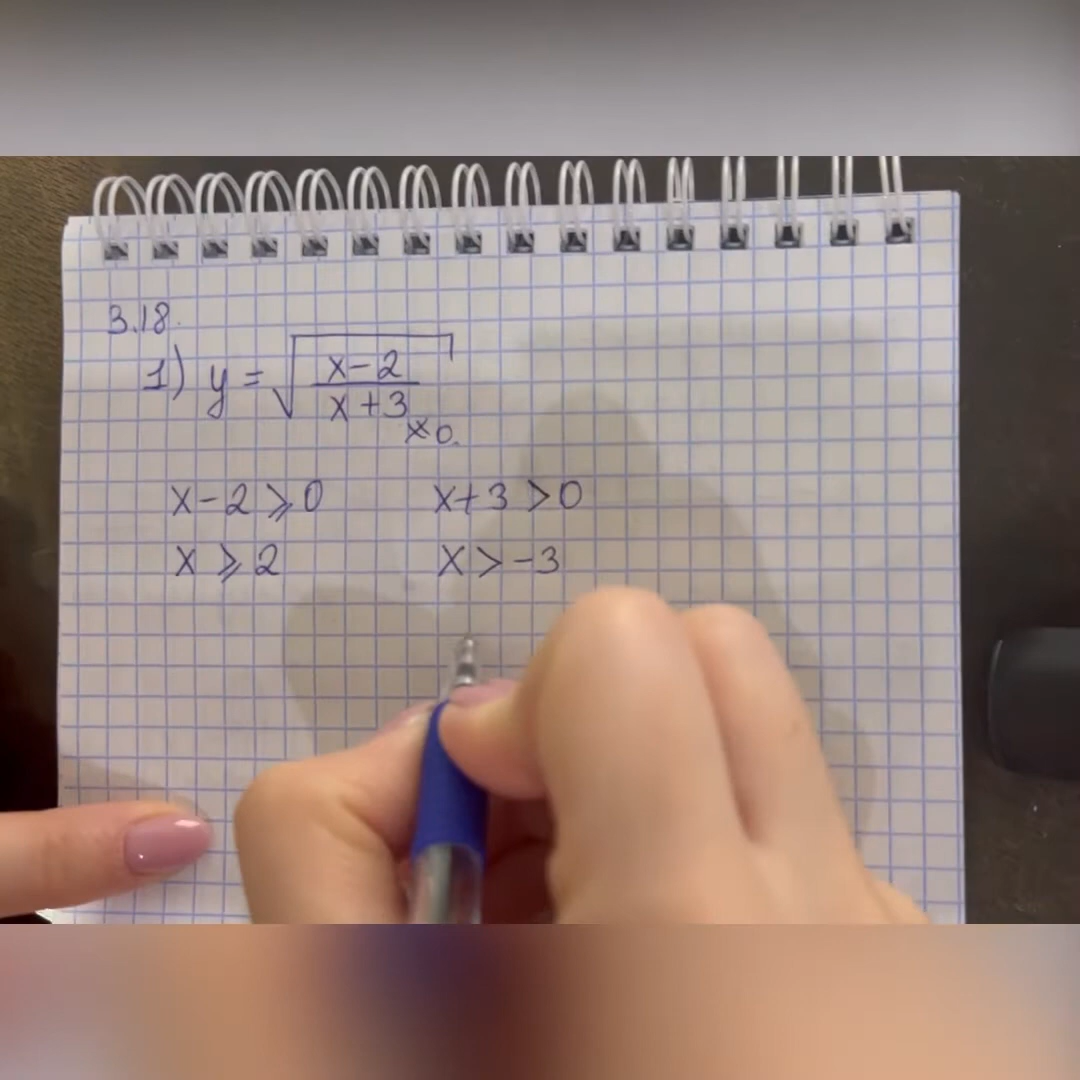 3.18.
1) y = √((x-2)/(x+3))
×0.
x-2 ⩾ 0 x+3 > 0
x ⩾ 2 x > -3